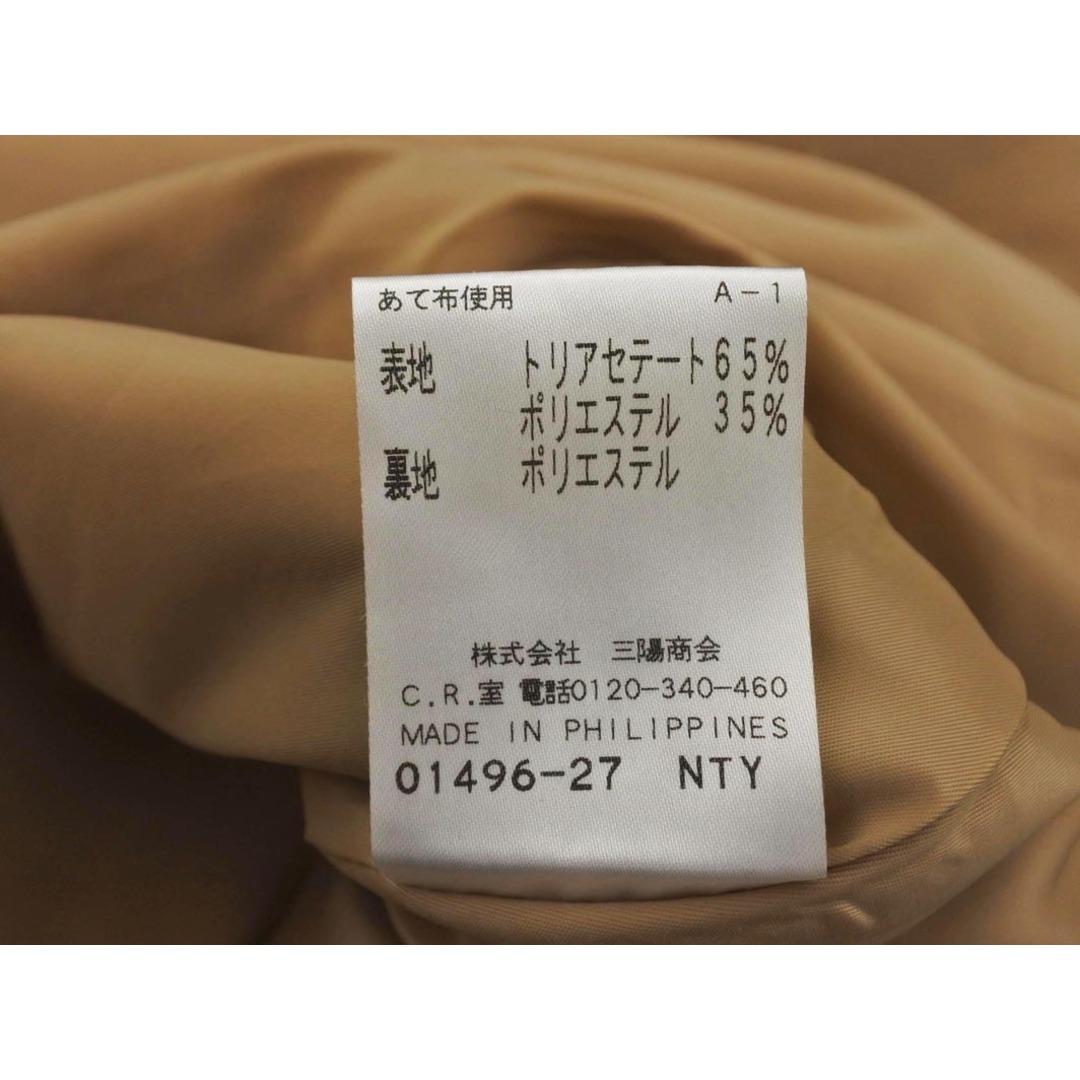 あて布使用 A-1
表地 トリアセテート65%
ポリエステル 35%
裏地 ポリエステル
株式会社 三陽商会
C.R.室 電話0120-340-460
MADE IN PHILIPPINES
01496-27 NTY